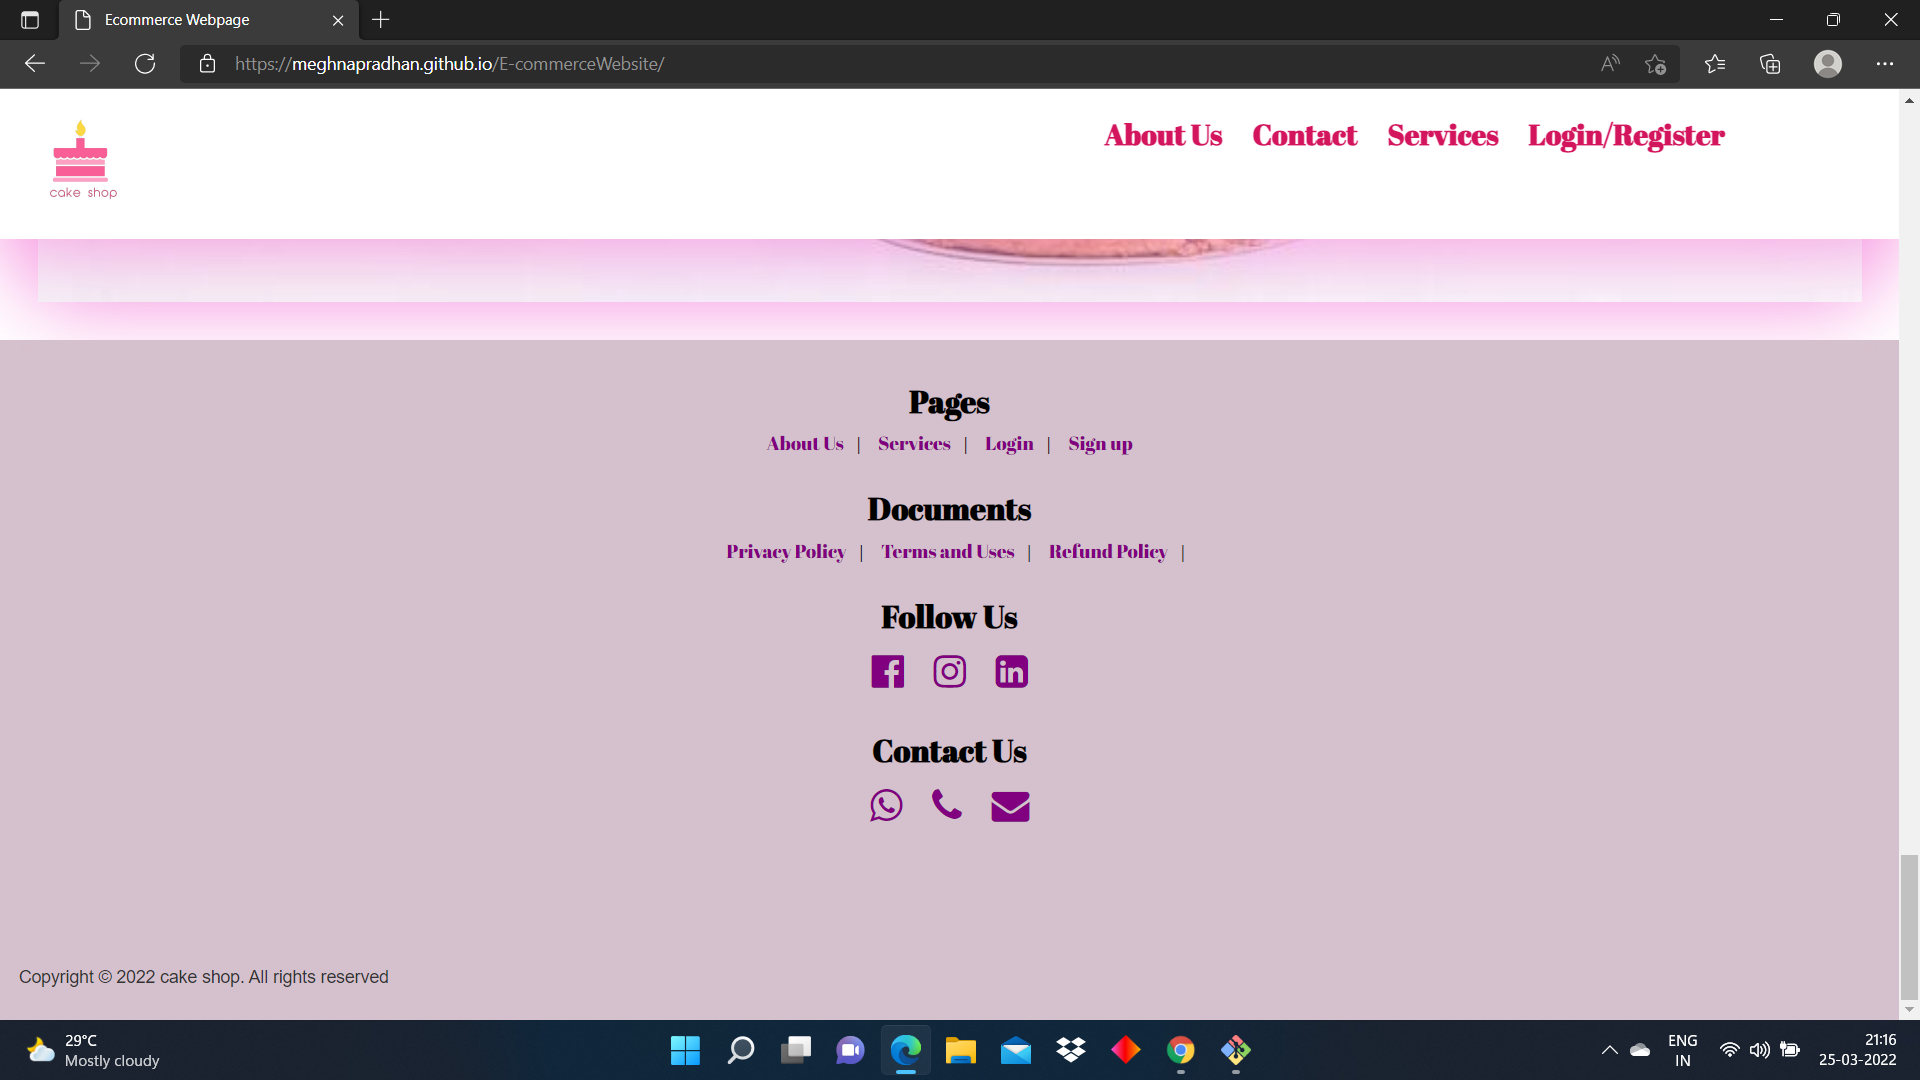 Ecommerce Webpage
https://meghnapradhan.github.io/E-commerceWebsite/
cake shop
About Us Contact Services Login/Register
Pages
About Us | Services | Login | Sign up
Documents
Privacy Policy | Terms and Uses | Refund Policy |
Follow Us
Contact Us
Copyright © 2022 cake shop. All rights reserved
29°C
Mostly cloudy
ENG
IN
21:16
25-03-2022